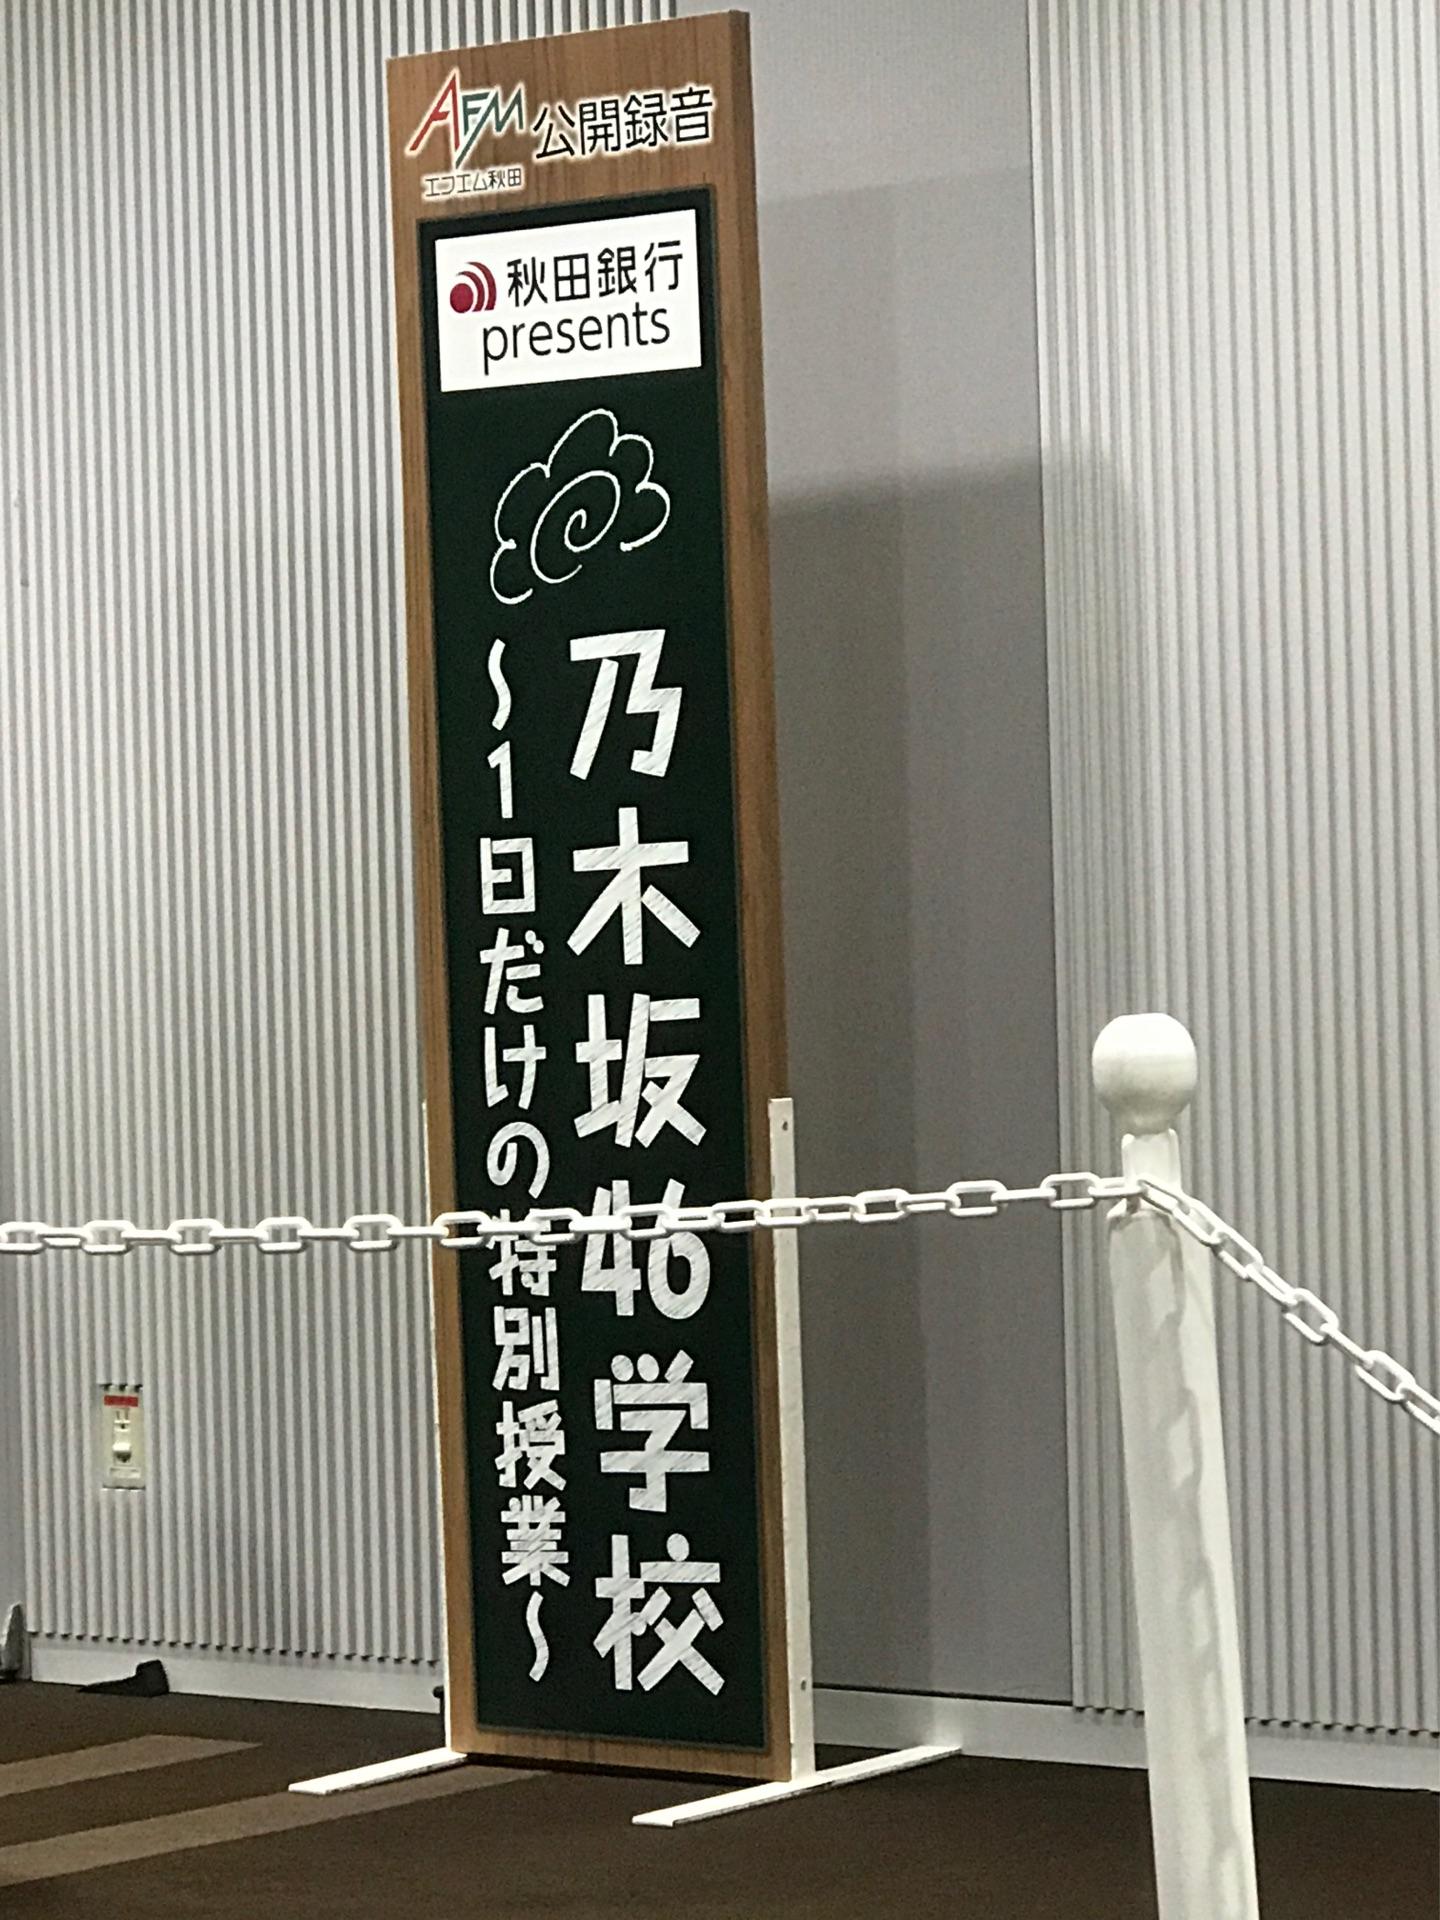 AFM 公開録音
エフエム秋田
秋田銀行
presents
乃木坂46学校
〜1日だけの特別授業〜